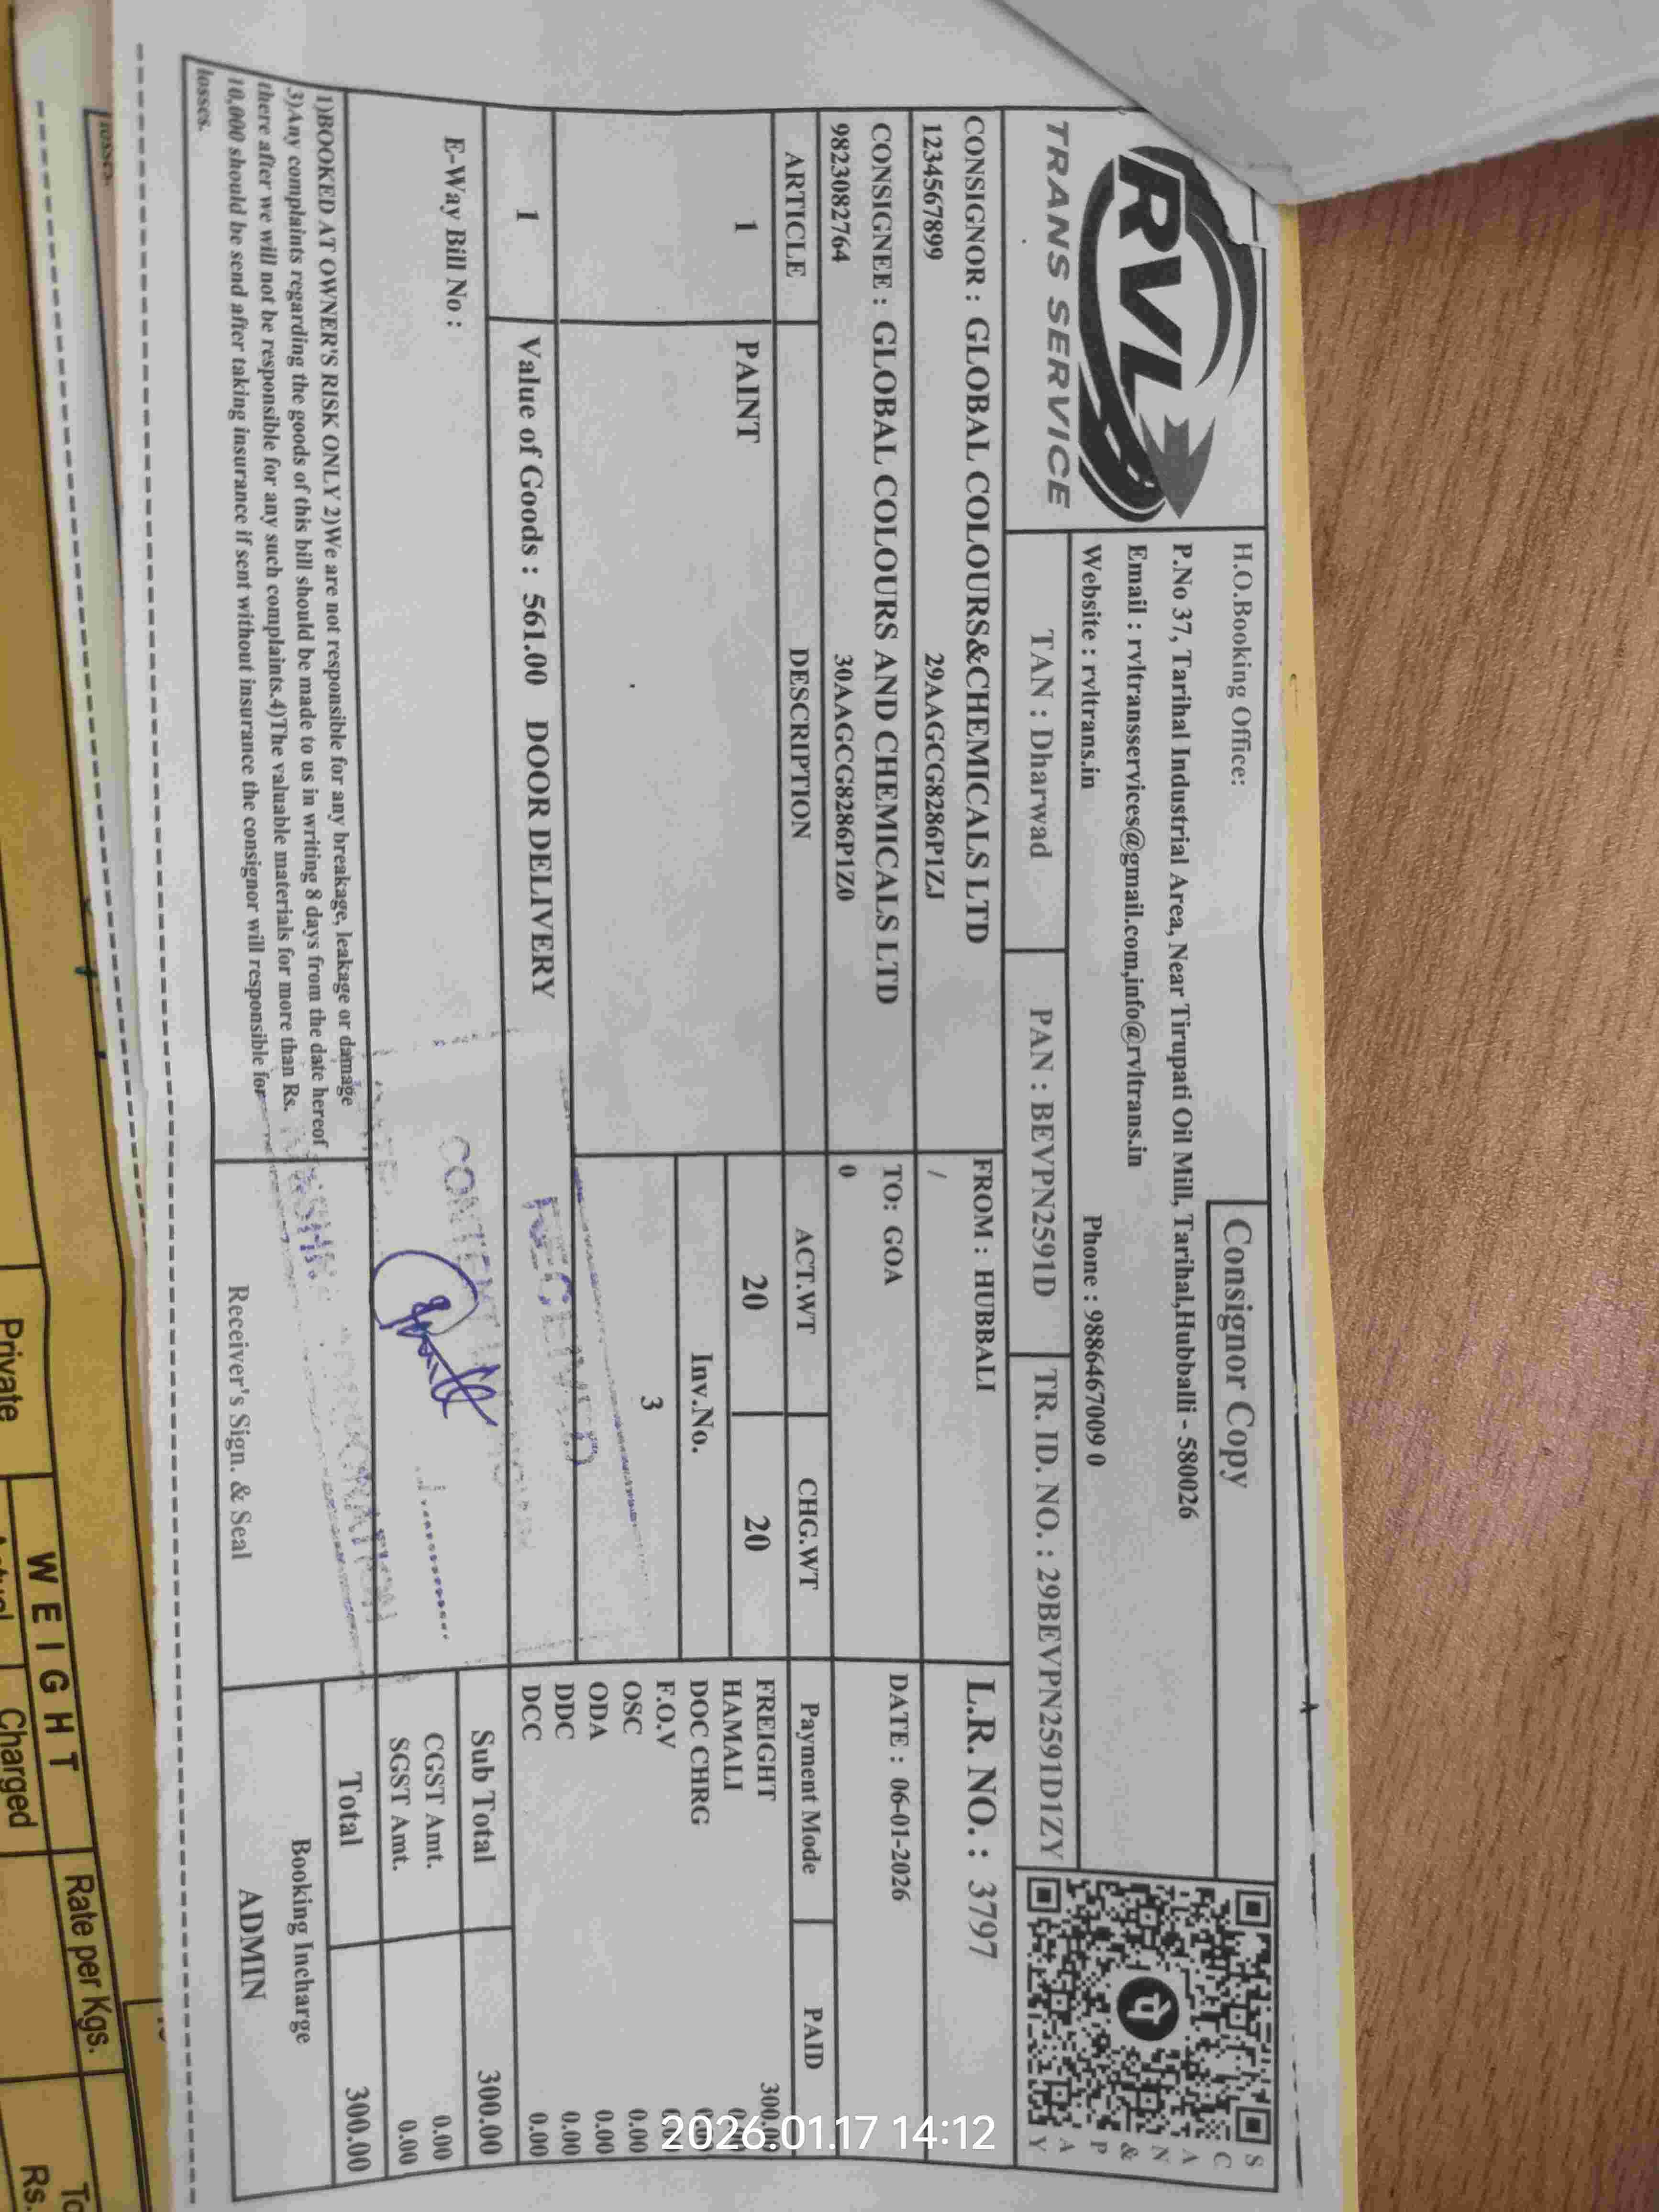 RVL
TRANS SERVICE
H.O.Booking Office:
Consignor Copy
P.No 37, Tarihal Industrial Area, Near Tirupati Oil Mill, Tarihal,Hubballi - 580026
Email : rvltransservices@gmail.com,info@rvltrans.in
Website : rvltrans.in Phone : 9886467009 0
TAN : Dharwad PAN : BEVPN2591D TR. ID. NO. : 29BEVPN2591D1ZY
SCAN & PAY
CONSIGNOR : GLOBAL COLOURS&CHEMICALS LTD FROM : HUBBALI L.R. NO. : 3797
1234567899 29AAGCG8286P1ZJ /
CONSIGNEE : GLOBAL COLOURS AND CHEMICALS LTD TO: GOA DATE : 06-01-2026
9823082764 30AAGCG8286P1Z0 0
ARTICLE DESCRIPTION ACT.WT CHG.WT Payment Mode PAID
1 PAINT 20 20 FREIGHT 300.00
HAMALI
Inv.No. DOC CHRG
3 F.O.V
OSC 0.00
ODA 0.00
DDC 0.00
1 Value of Goods : 561.00 DOOR DELIVERY DCC 0.00
RECEIVED
Sub Total 300.00
E-Way Bill No : CGST Amt. 0.00
SGST Amt. 0.00
Total 300.00
1)BOOKED AT OWNER'S RISK ONLY 2)We are not responsible for any breakage, leakage or damage
3)Any complaints regarding the goods of this bill should be made to us in writing 8 days from the date hereof
there after we will not be responsible for any such complaints.4)The valuable materials for more than Rs.
10,000 should be send after taking insurance if sent without insurance the consignor will responsible for
losses.
Receiver's Sign. & Seal
Booking Incharge
ADMIN
losses.
Private
WEIGHT
Charged
Rate per Kgs.
Rs.
2026.01.17 14:12